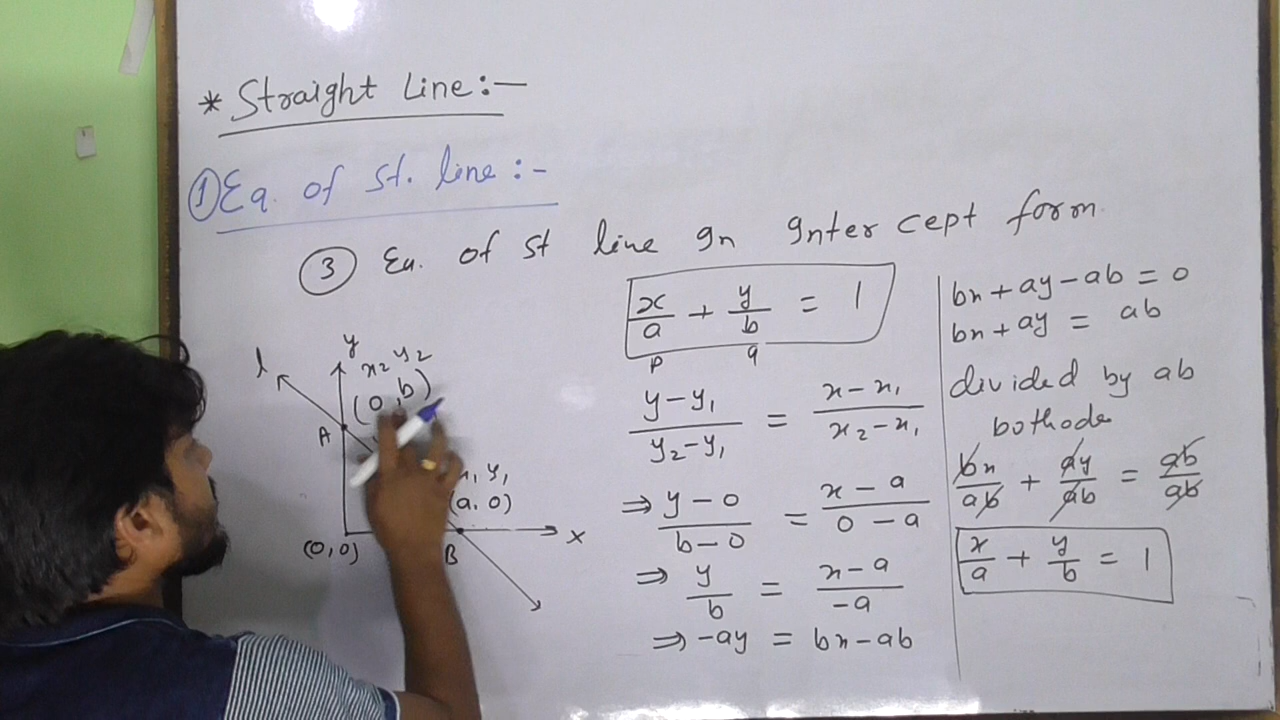 * Straight Line:—
① Eq. of st. line :-
③ Eq. of st line In Intercept form
l
y
x2 y2
(0, b)
A
x1, y1
(a, 0)
(0,0)
B
x
x/a + y/b = 1
p q
y-y1/y2-y1 = x-x1/x2-x1
⇒ y-0/b-0 = x-a/0-a
⇒ y/b = x-a/-a
⇒ -ay = bx-ab
bx+ay-ab = 0
bx+ay = ab
divided by ab
bx/ab + ay/ab = ab/ab
x/a + y/b = 1